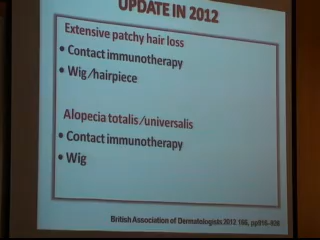 UPDATE IN 2012
Extensive patchy hair loss
• Contact immunotherapy
• Wig /hairpiece
Alopecia totalis /universalis
• Contact immunotherapy
• Wig
British Association of Dermatologists 2012 166, pp916-926